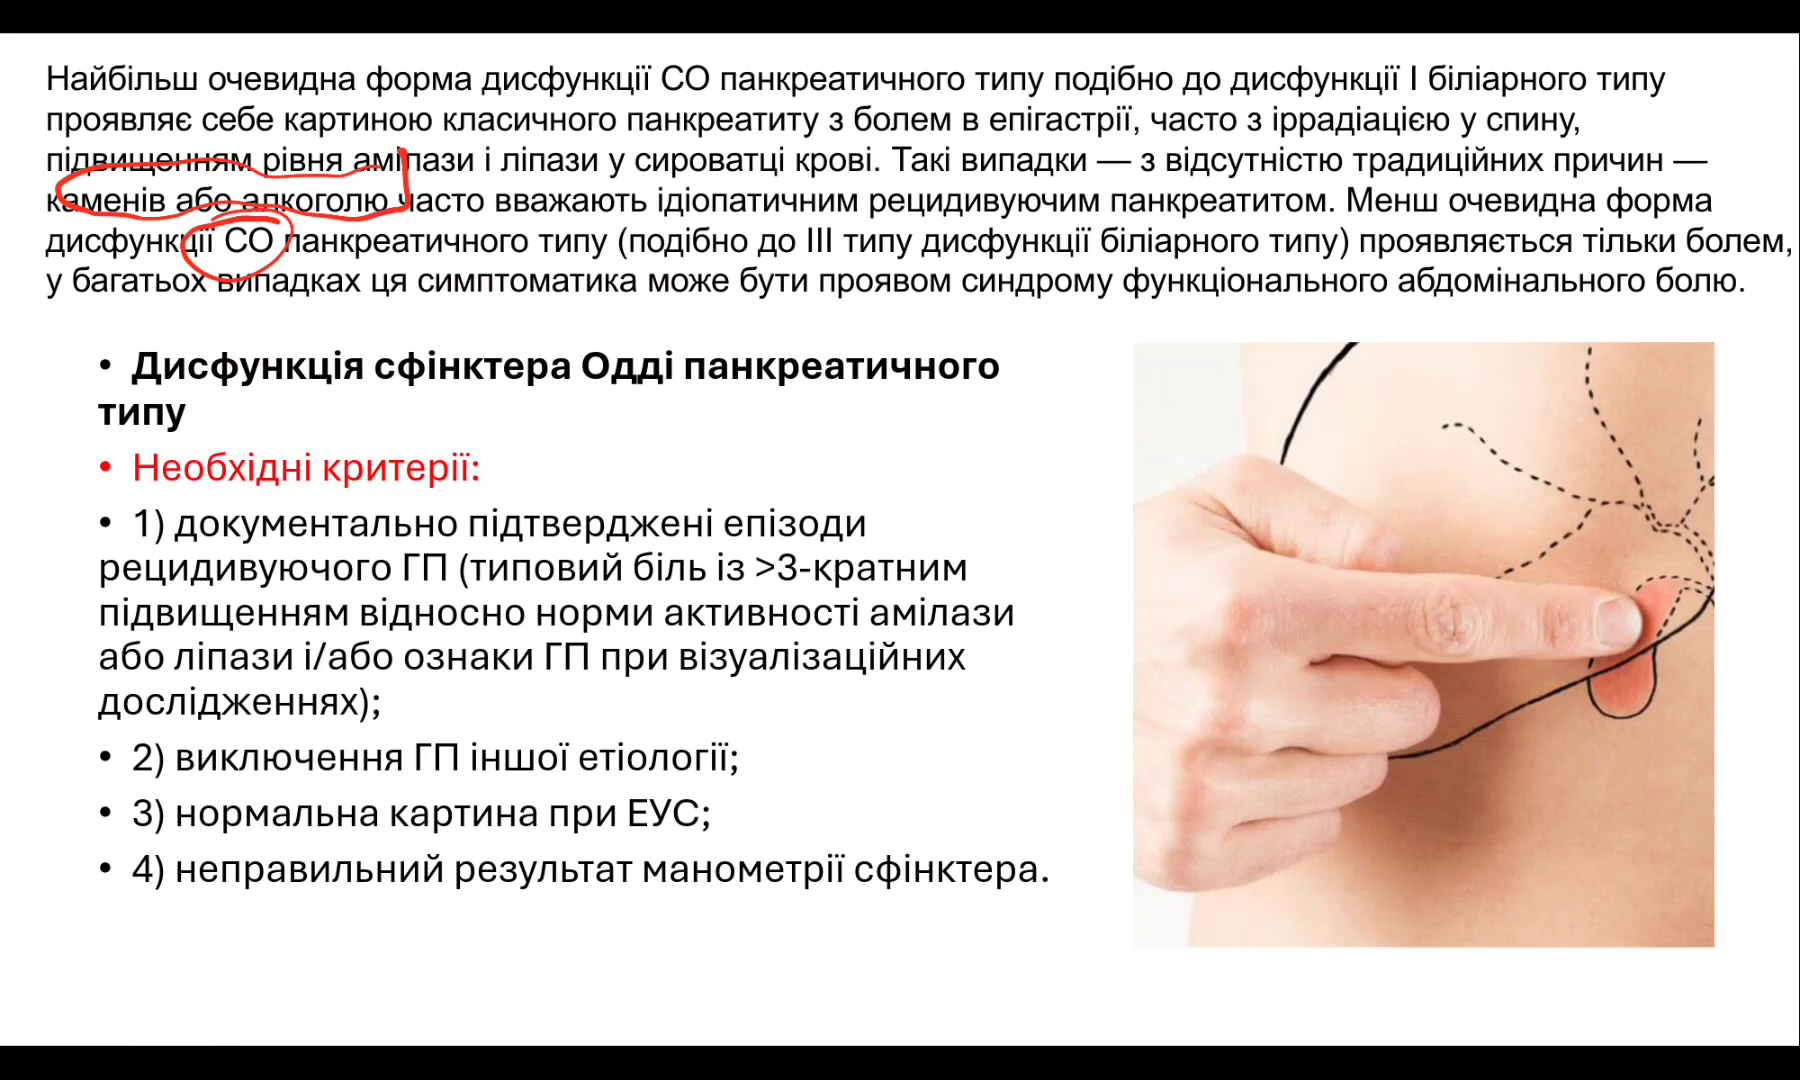 Найбільш очевидна форма дисфункції СО панкреатичного типу подібно до дисфункції І біліарного типу
проявляє себе картиною класичного панкреатиту з болем в епігастрії, часто з іррадіацією у спину,
підвищенням рівня амілази і ліпази у сироватці крові. Такі випадки — з відсутністю традиційних причин —
каменів або алкоголю часто вважають ідіопатичним рецидивуючим панкреатитом. Менш очевидна форма
дисфункції СО панкреатичного типу (подібно до ІІІ типу дисфункції біліарного типу) проявляється тільки болем,
у багатьох випадках ця симптоматика може бути проявом синдрому функціонального абдомінального болю.
• Дисфункція сфінктера Одді панкреатичного
типу
• Необхідні критерії:
• 1) документально підтверджені епізоди
рецидивуючого ГП (типовий біль із >3-кратним
підвищенням відносно норми активності амілази
або ліпази і/або ознаки ГП при візуалізаційних
дослідженнях);
• 2) виключення ГП іншої етіології;
• 3) нормальна картина при ЕУС;
• 4) неправильний результат манометрії сфінктера.